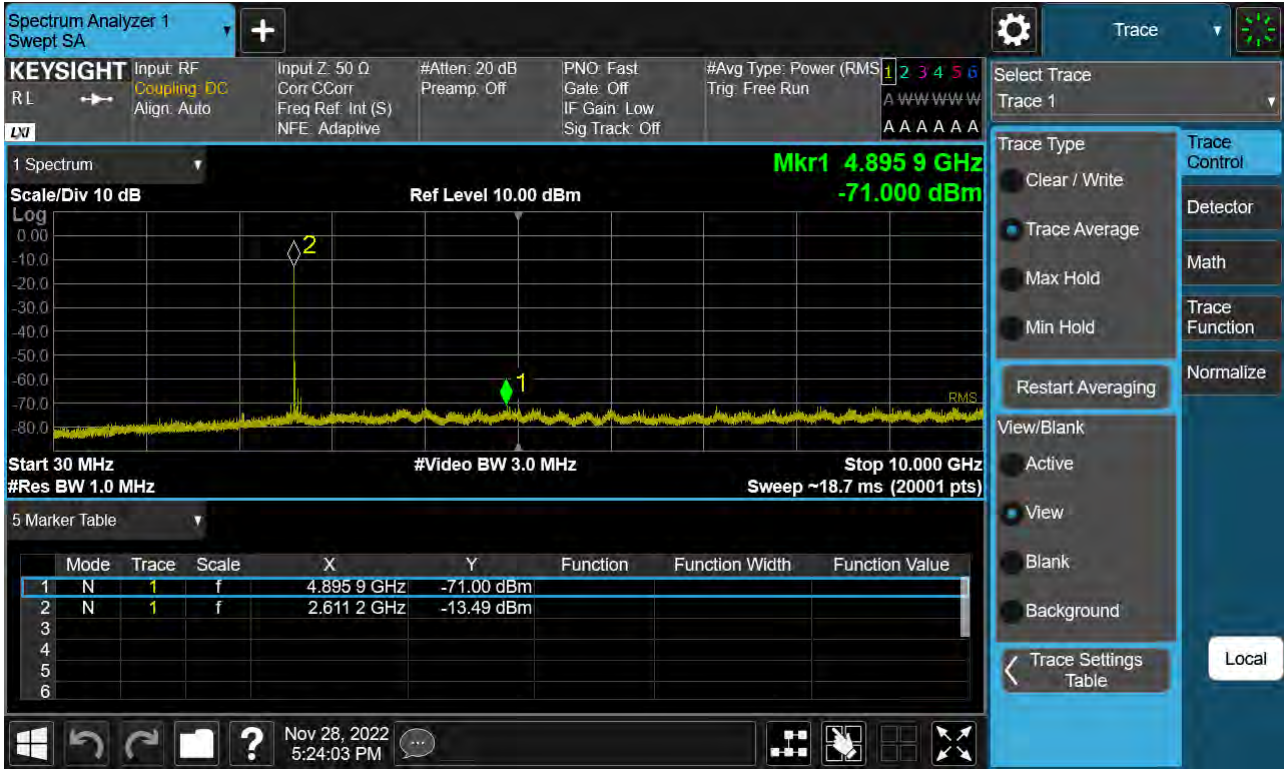 Spectrum Analyzer 1
Swept SA
Trace
KEYSIGHT
R L
LXI
Input: RF
Coupling: DC
Align: Auto
Input Z: 50 Ω
Corr CCorr
Freq Ref: Int (S)
NFE: Adaptive
#Atten: 20 dB
Preamp: Off
PNO: Fast
Gate: Off
IF Gain: Low
Sig Track: Off
#Avg Type: Power (RMS
Trig: Free Run
1 2 3 4 5 6
A W W W W W
A A A A A A
1 Spectrum
Scale/Div 10 dB
Ref Level 10.00 dBm
Mkr1 4.895 9 GHz
-71.000 dBm
Log
0.00
-10.0
-20.0
-30.0
-40.0
-50.0
-60.0
-70.0
-80.0
2
1
RMS
Start 30 MHz
#Res BW 1.0 MHz
#Video BW 3.0 MHz
Stop 10.000 GHz
Sweep ~18.7 ms (20001 pts)
5 Marker Table
Mode Trace Scale X Y Function Function Width Function Value
1 N 1 f 4.895 9 GHz -71.00 dBm
2 N 1 f 2.611 2 GHz -13.49 dBm
3
4
5
6
Nov 28, 2022
5:24:03 PM
Select Trace
Trace 1
Trace Type
Clear / Write
Trace Average
Max Hold
Min Hold
Restart Averaging
View/Blank
Active
View
Blank
Background
Trace Settings
Table
Trace
Control
Detector
Math
Trace
Function
Normalize
Local